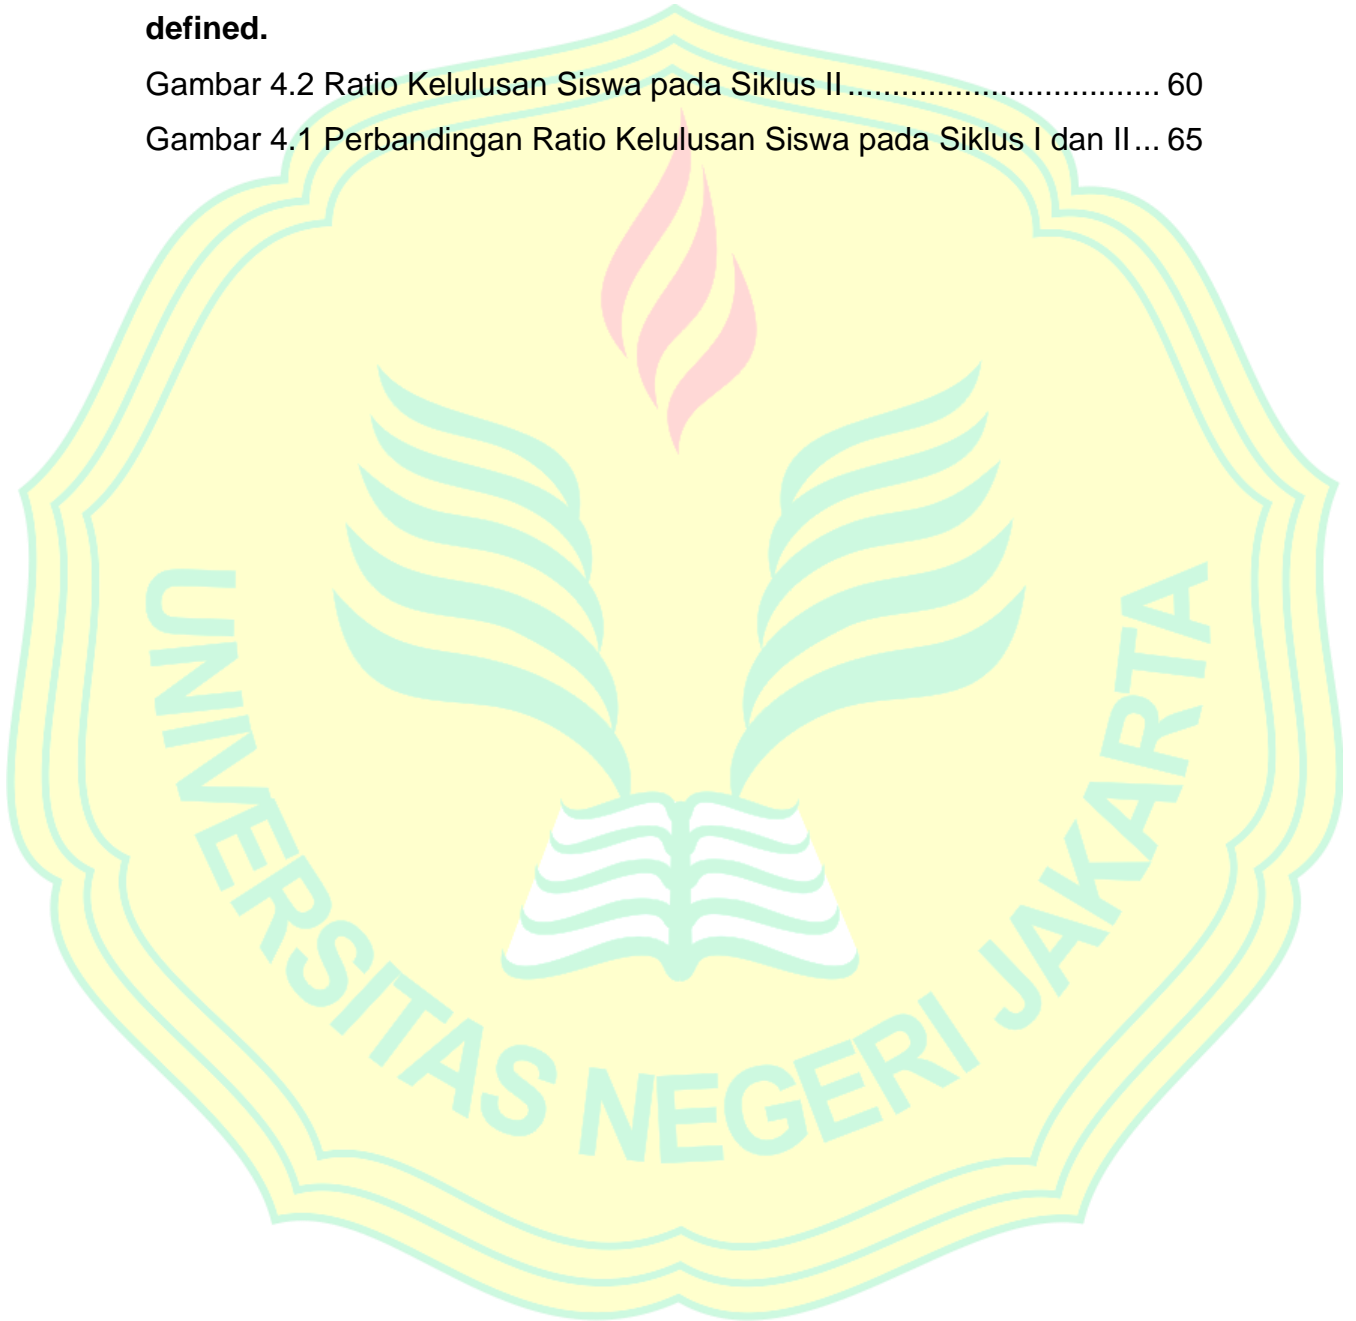 defined.
Gambar 4.2 Ratio Kelulusan Siswa pada Siklus II ................................... 60
Gambar 4.1 Perbandingan Ratio Kelulusan Siswa pada Siklus I dan II ... 65
UNIVERSITAS NEGERI JAKARTA